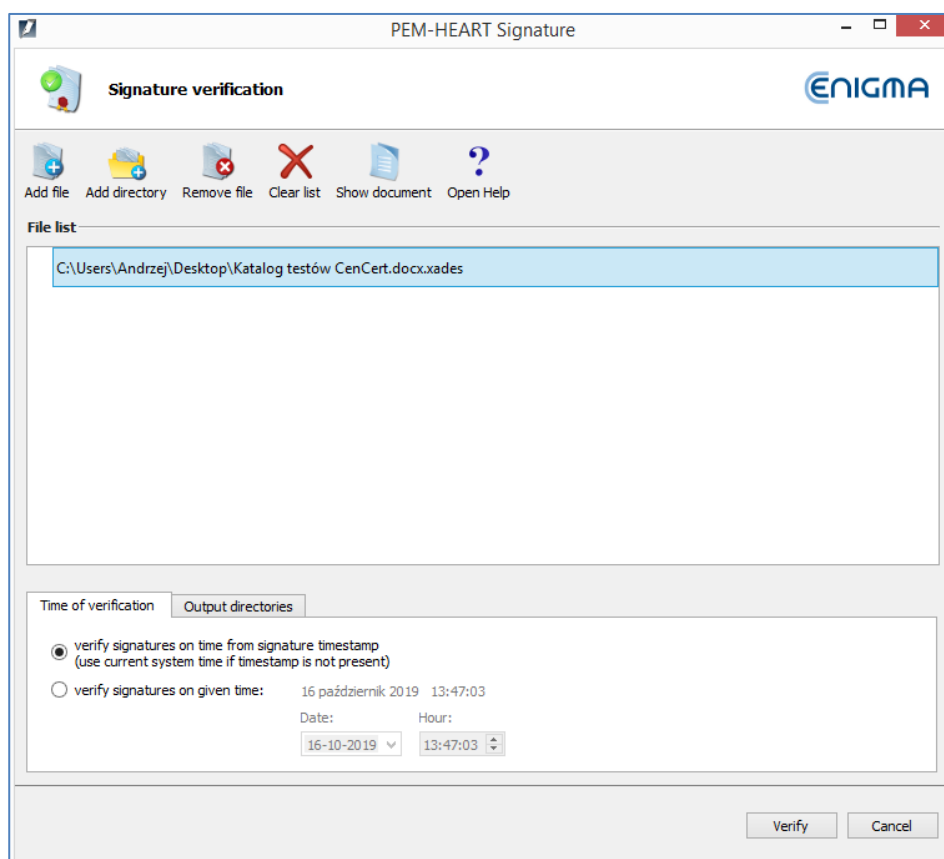 PEM-HEART Signature
Signature verification
ENIGMA
Add file Add directory Remove file Clear list Show document Open Help
File list
C:\Users\Andrzej\Desktop\Katalog testów CenCert.docx.xades
Time of verification Output directories
verify signatures on time from signature timestamp
(use current system time if timestamp is not present)
verify signatures on given time: 16 październik 2019 13:47:03
Date: Hour:
16-10-2019 13:47:03
Verify Cancel